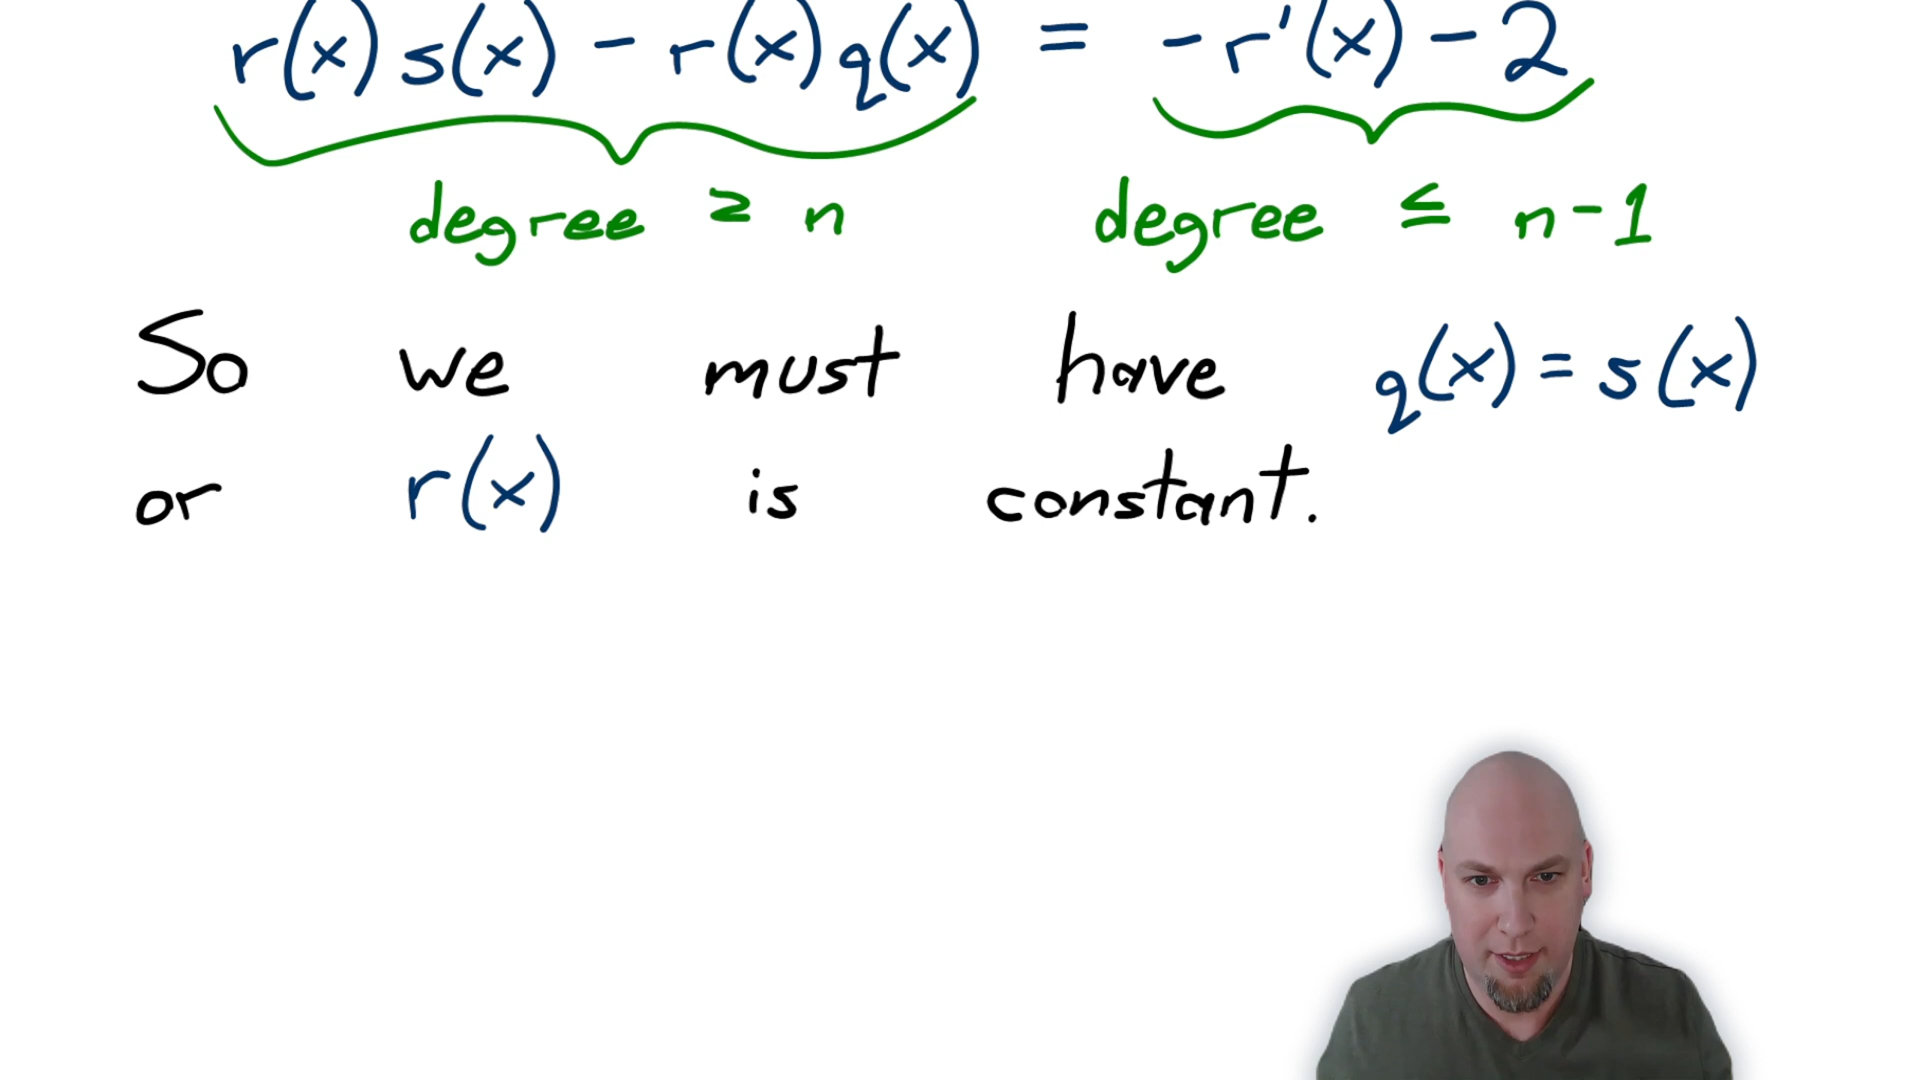 r(x) s(x) - r(x) q(x) = - r'(x) - 2
degree ≥ n degree ≤ n-1
So we must have q(x) = s(x)
or r(x) is constant.